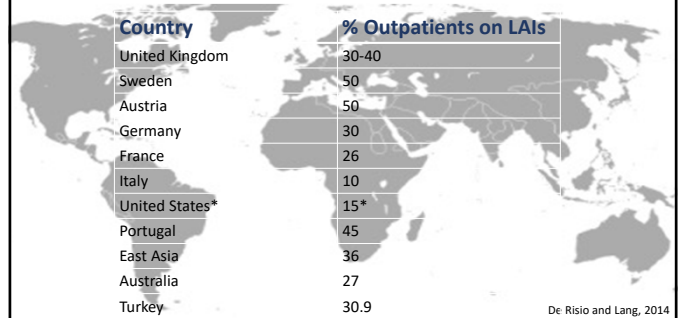 Country % Outpatients on LAIs
United Kingdom 30-40
Sweden 50
Austria 50
Germany 30
France 26
Italy 10
United States* 15*
Portugal 45
East Asia 36
Australia 27
Turkey 30.9
De Risio and Lang, 2014